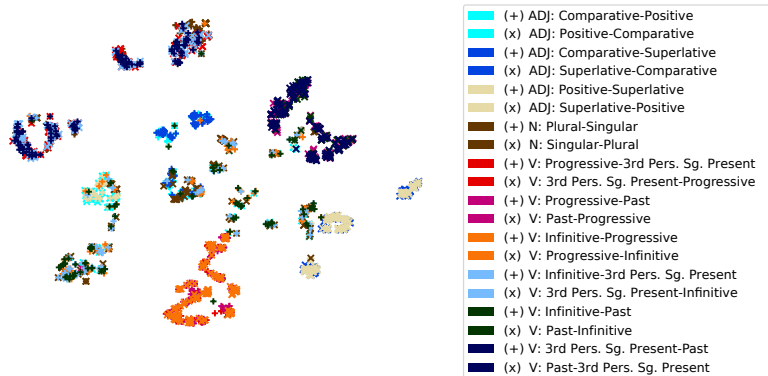 (+) ADJ: Comparative-Positive
(x) ADJ: Positive-Comparative
(+) ADJ: Comparative-Superlative
(x) ADJ: Superlative-Comparative
(+) ADJ: Positive-Superlative
(x) ADJ: Superlative-Positive
(+) N: Plural-Singular
(x) N: Singular-Plural
(+) V: Progressive-3rd Pers. Sg. Present
(x) V: 3rd Pers. Sg. Present-Progressive
(+) V: Progressive-Past
(x) V: Past-Progressive
(+) V: Infinitive-Progressive
(x) V: Progressive-Infinitive
(+) V: Infinitive-3rd Pers. Sg. Present
(x) V: 3rd Pers. Sg. Present-Infinitive
(+) V: Infinitive-Past
(x) V: Past-Infinitive
(+) V: 3rd Pers. Sg. Present-Past
(x) V: Past-3rd Pers. Sg. Present